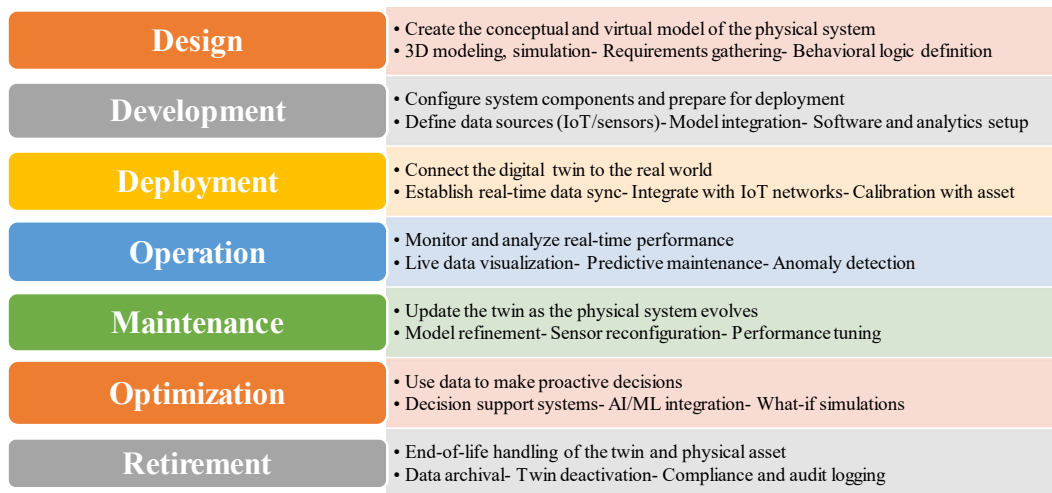 Design
• Create the conceptual and virtual model of the physical system
• 3D modeling, simulation- Requirements gathering- Behavioral logic definition
Development
• Configure system components and prepare for deployment
• Define data sources (IoT/sensors)- Model integration- Software and analytics setup
Deployment
• Connect the digital twin to the real world
• Establish real-time data sync- Integrate with IoT networks- Calibration with asset
Operation
• Monitor and analyze real-time performance
• Live data visualization- Predictive maintenance- Anomaly detection
Maintenance
• Update the twin as the physical system evolves
• Model refinement- Sensor reconfiguration- Performance tuning
Optimization
• Use data to make proactive decisions
• Decision support systems- AI/ML integration- What-if simulations
Retirement
• End-of-life handling of the twin and physical asset
• Data archival- Twin deactivation- Compliance and audit logging